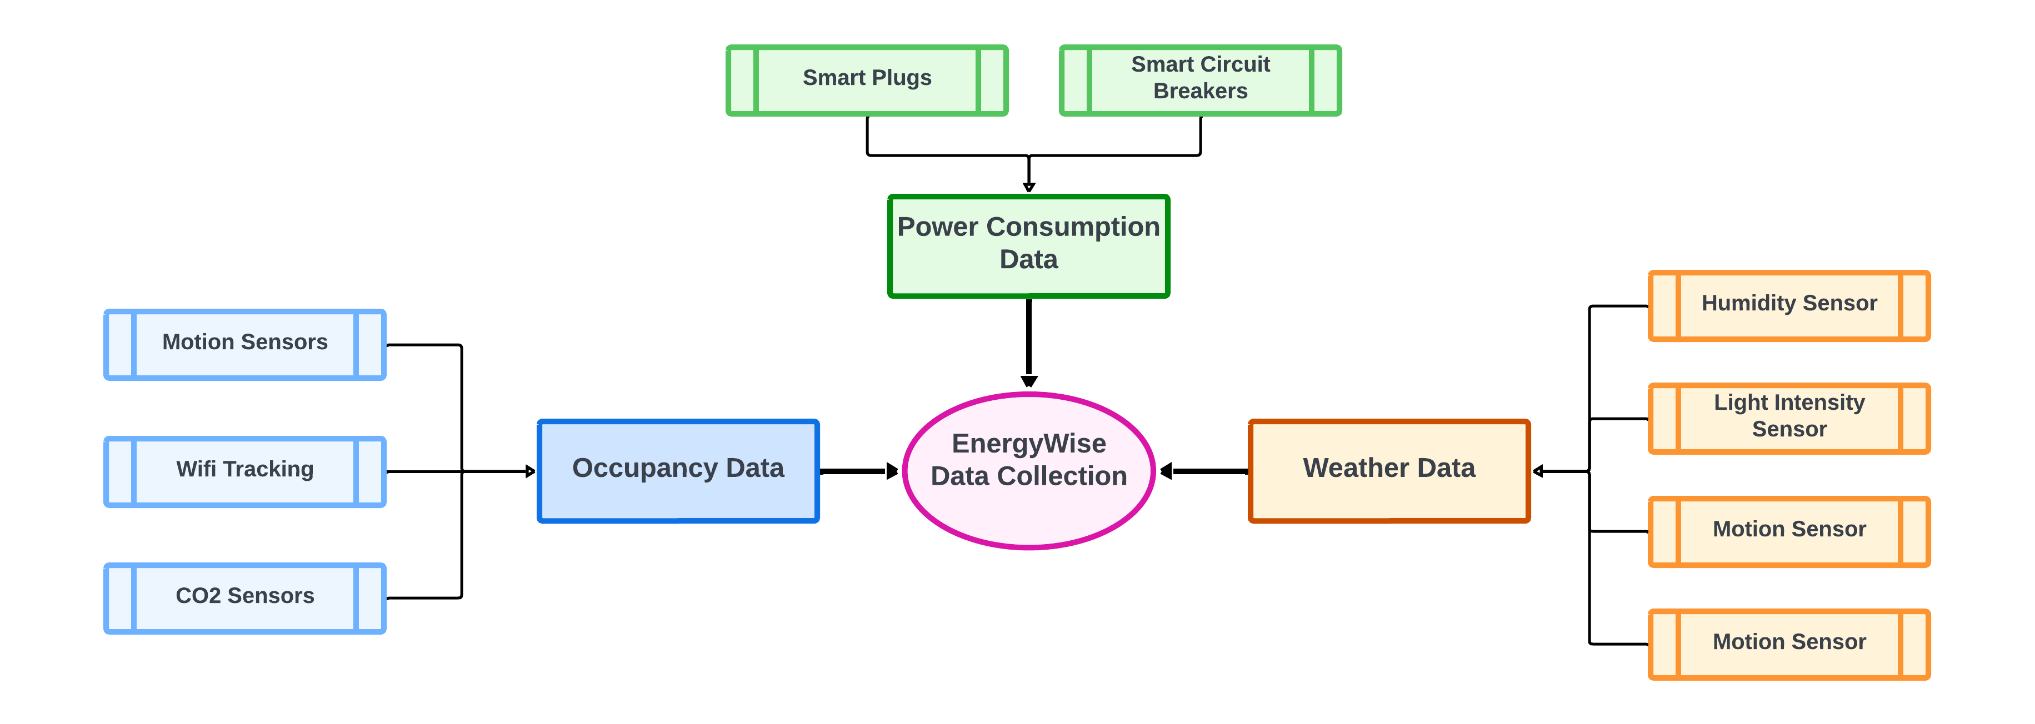 Smart Plugs
Smart Circuit
Breakers
Power Consumption
Data
Motion Sensors
Wifi Tracking
CO2 Sensors
Occupancy Data
EnergyWise
Data Collection
Weather Data
Humidity Sensor
Light Intensity
Sensor
Motion Sensor
Motion Sensor